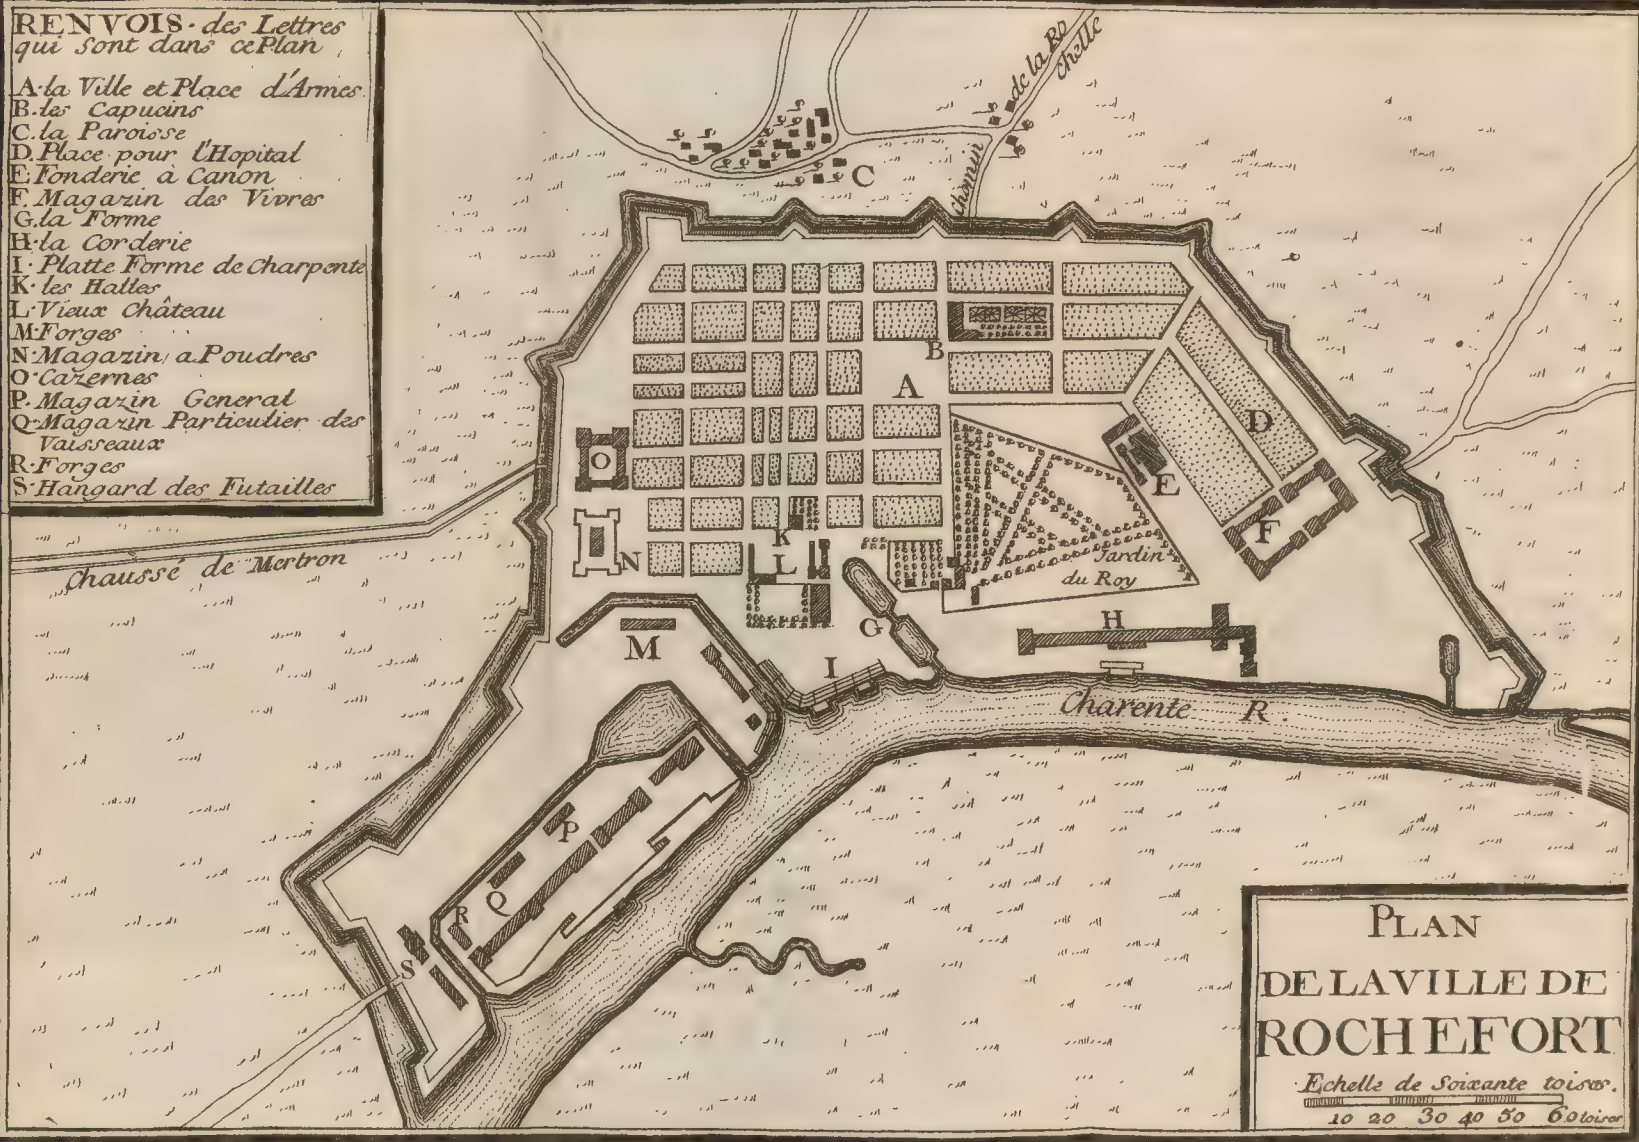 RENVOIS des Lettres
qui sont dans ce Plan
A la Ville et Place d'Armes.
B. les Capucins
C. la Paroisse
D. Place pour l'Hopital
E Fonderie à Canon
F. Magazin des Vivres
G. la Forme
H. la Corderie
I. Platte Forme de Charpente
K. les Halles
L. Vieux Château
M. Forges
N. Magazin a Poudres
O. Cazernes
P. Magazin General
Q. Magazin Particulier des
Vaisseaux
R. Forges
S. Hangard des Futailles
chemin
de la Ro
chelle
C
B
A
D
O
E
F
K
N
L
Jardin
du Roy
G
H
M
I
Charente R.
Chaussé de Mertron
P
Q
R
S
PLAN
DE LA VILLE DE
ROCHEFORT
Echelle de Soixante toises.
10 20 30 40 50 60 toises